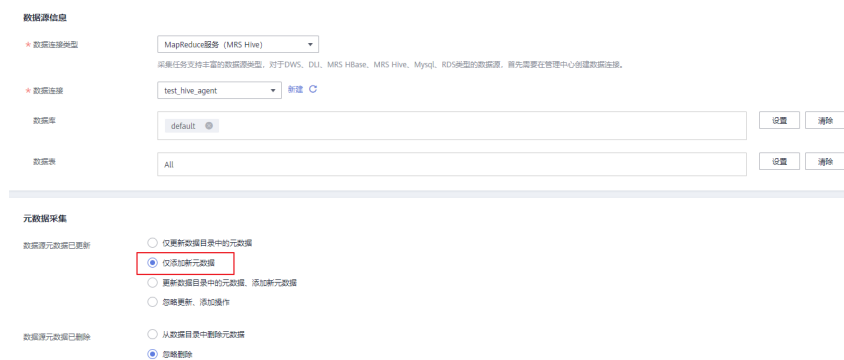 数据源信息
* 数据连接类型 MapReduce服务（MRS Hive）
采集任务支持丰富的数据源类型，对于DWS、DLI、MRS HBase、MRS Hive、Mysql、RDS类型的数据源，首先需要在管理中心创建数据连接。
* 数据连接 test_hive_agent 新建
数据库 default 设置 清除
数据表 All 设置 清除
元数据采集
数据源元数据已更新 仅更新数据目录中的元数据
仅添加新元数据
更新数据目录中的元数据、添加新元数据
忽略更新、添加操作
数据源元数据已删除 从数据目录中删除元数据
忽略删除